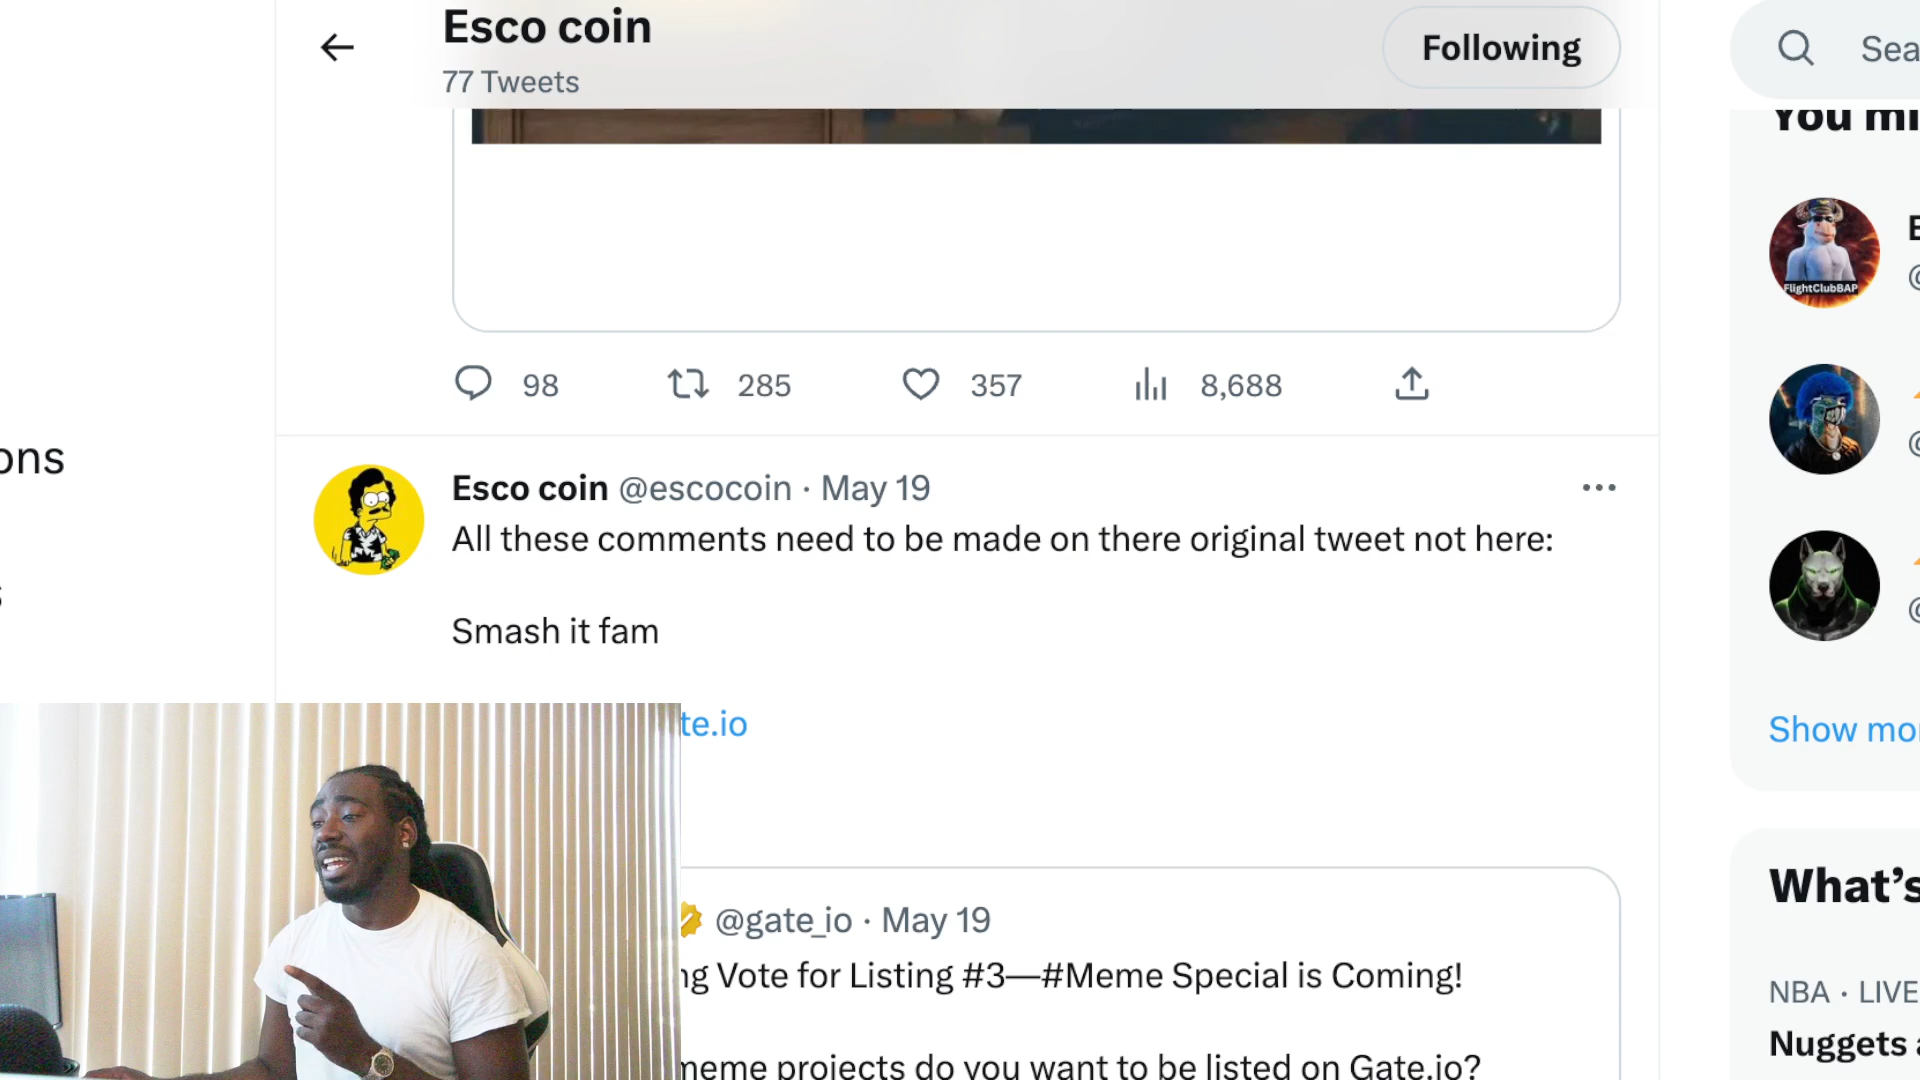 Esco coin
Following
77 Tweets
98
285
357
8,688
Esco coin @escocoin · May 19
All these comments need to be made on there original tweet not here:
Smash it fam
te.io
@gate_io · May 19
ng Vote for Listing #3—#Meme Special is Coming!
meme projects do you want to be listed on Gate.io?
ons
s
Sea
You mi
FlightClubBAP
E
@
@
@
Show mo
What's
NBA · LIVE
Nuggets a